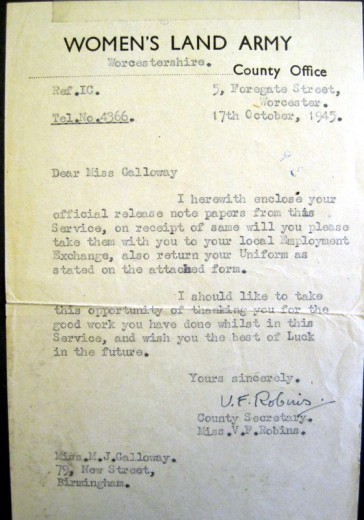 WOMEN'S LAND ARMY
Worcestershire.
County Office
Ref.IC.
5, Foregate Street,
Worcester.
Tel.No.4366.
17th October, 1945.
Dear Miss Galloway
I herewith enclose your
official release note papers from this
Service, on receipt of same will you please
take them with you to your local Employment
Exchange, also return your Uniform as
stated on the attached form.
I should like to take
this opportunity of thanking you for the
good work you have done whilst in this
Service, and wish you the best of Luck
in the future.
Yours sincerely.
V. F. Robins.
County Secretary.
Miss.V.F.Robins.
Miss.M.J.Galloway.
79, New Street,
Birmingham.